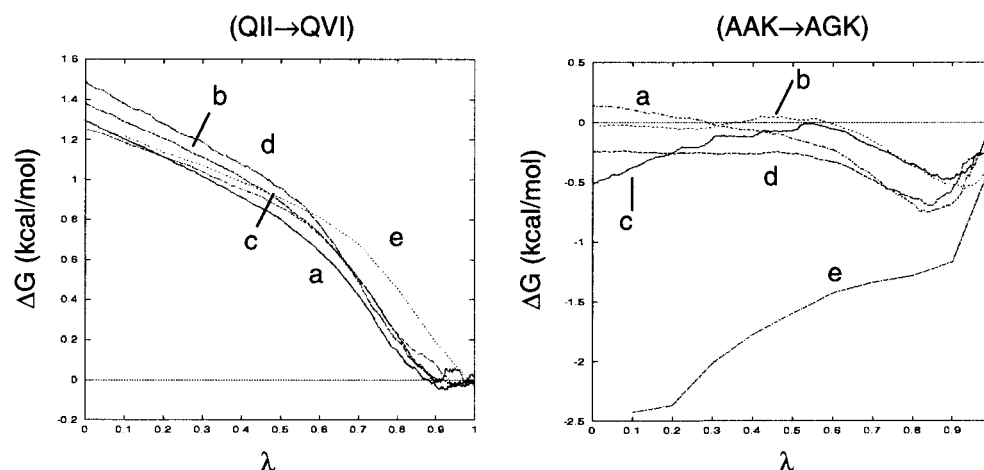 (QII→QVI)
ΔG (kcal/mol)
1.6
1.4
1.2
1
0.8
0.6
0.4
0.2
0
-0.2
0 0.1 0.2 0.3 0.4 0.5 0.6 0.7 0.8 0.9 1
λ
b
d
c
a
e
(AAK→AGK)
ΔG (kcal/mol)
0.5
0
-0.5
-1
-1.5
-2
-2.5
0 0.1 0.2 0.3 0.4 0.5 0.6 0.7 0.8 0.9
λ
a
b
c
d
e